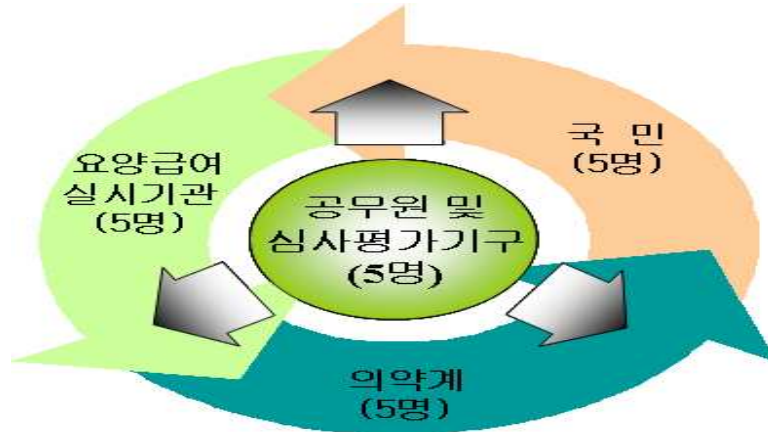 국 민
(5명)
요양급여
실시기관
(5명)
공무원 및
심사평가기구
(5명)
의약계
(5명)